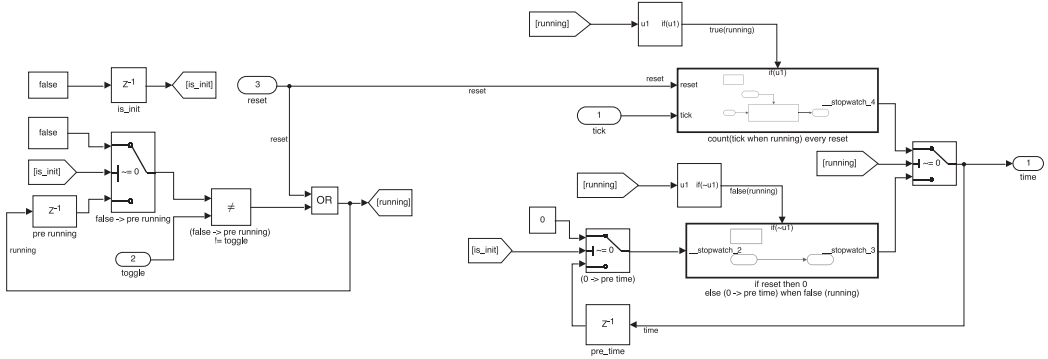 [running]
u1
if(u1)
true(running)
false
Z-1
is_init
[is_init]
3
reset
reset
reset
if(u1)
reset
tick
__stopwatch_4
count(tick when running) every reset
1
tick
false
[is_init]
~= 0
false -> pre running
Z-1
pre running
running
≠
(false -> pre running)
!= toggle
2
toggle
reset
OR
[running]
[running]
~= 0
1
time
[running]
u1
if(~u1)
false(running)
0
[is_init]
~= 0
(0 -> pre time)
if(~u1)
__stopwatch_2
__stopwatch_3
if reset then 0
else (0 -> pre time) when false (running)
Z-1
pre_time
time